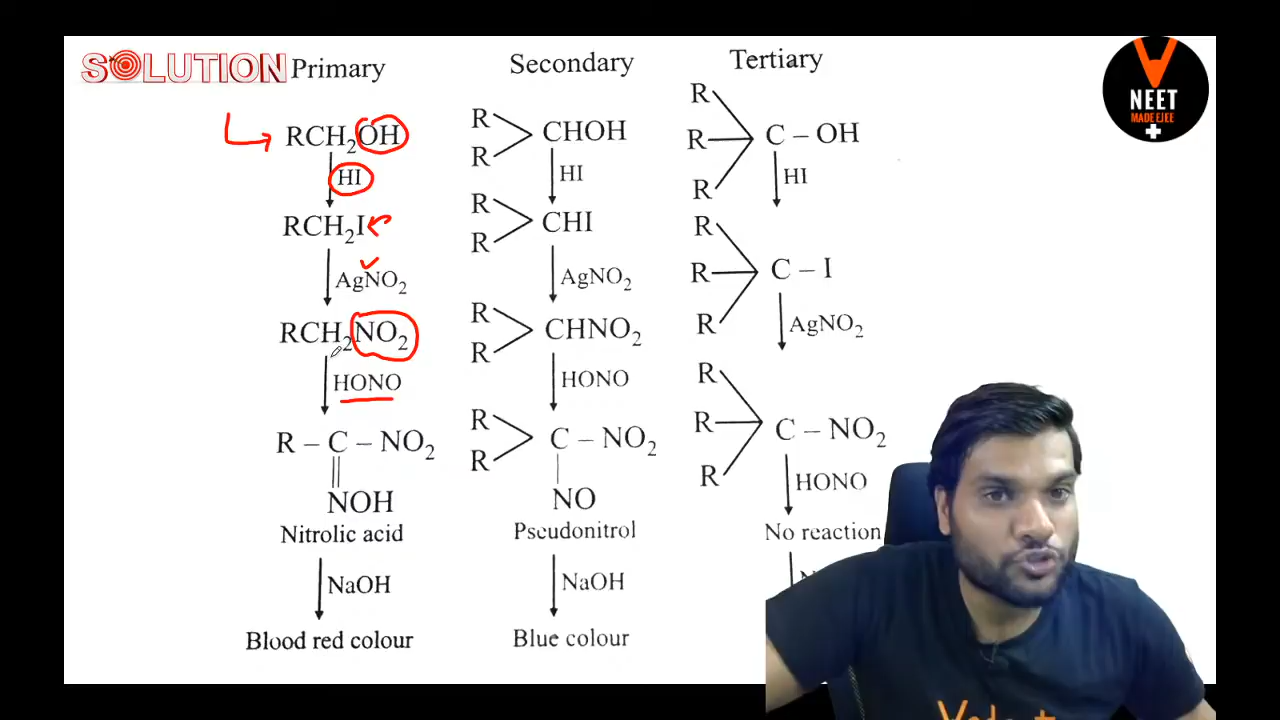 SOLUTION
Primary
RCH₂OH
HI
RCH₂I
AgNO₂
RCH₂NO₂
HONO
R – C – NO₂
NOH
Nitrolic acid
NaOH
Blood red colour
Secondary
R
R
CHOH
HI
R
R
CHI
AgNO₂
R
R
CHNO₂
HONO
R
R
C – NO₂
NO
Pseudonitrol
NaOH
Blue colour
Tertiary
R
R
R
C – OH
HI
R
R
R
C – I
AgNO₂
R
R
R
C – NO₂
HONO
No reaction
NEET
MADE EJEE